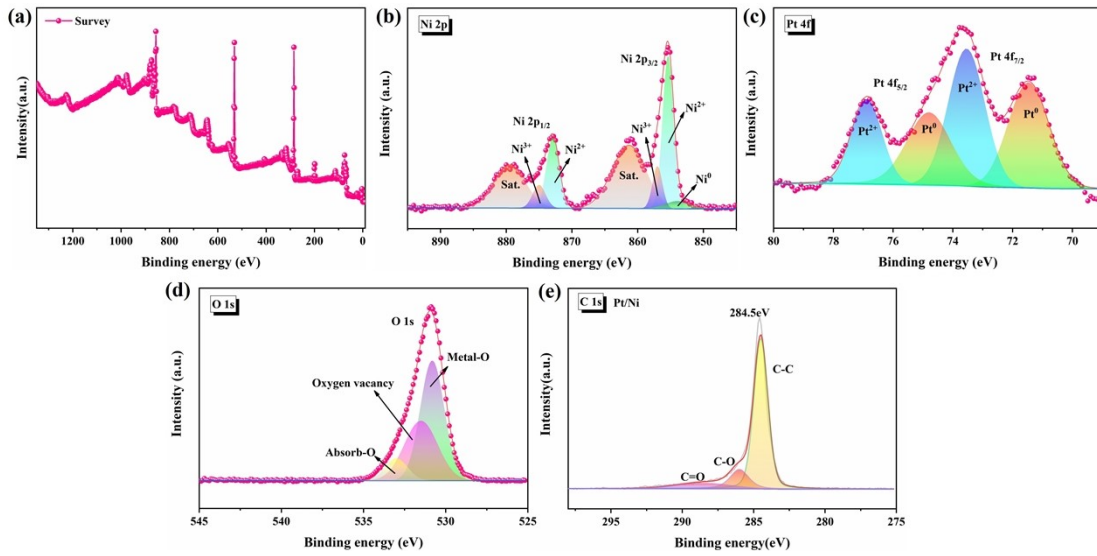 (a)
Survey
Intensity(a.u.)
1200 1000 800 600 400 200 0
Binding energy (eV)
(b)
Ni 2p
Ni 2p3/2
Ni 2p1/2
Ni3+
Ni2+
Sat.
Ni3+
Ni2+
Sat.
Ni0
Intensity (a.u.)
895 880 870 860 850
Binding energy (eV)
(c)
Pt 4f
Pt 4f7/2
Pt 4f5/2
Pt2+
Pt0
Pt2+
Pt0
Intensity (a.u.)
80 78 76 74 72 70
Binding energy (eV)
(d)
O 1s
O 1s
Metal-O
Oxygen vacancy
Absorb-O
Intensity (a.u.)
545 535 530 525
Binding energy (eV)
(e)
C 1s
Pt/Ni
284.5eV
C-C
C-O
C=O
Intensity(a.u.)
295 290 285 280 275
Binding energy(eV)